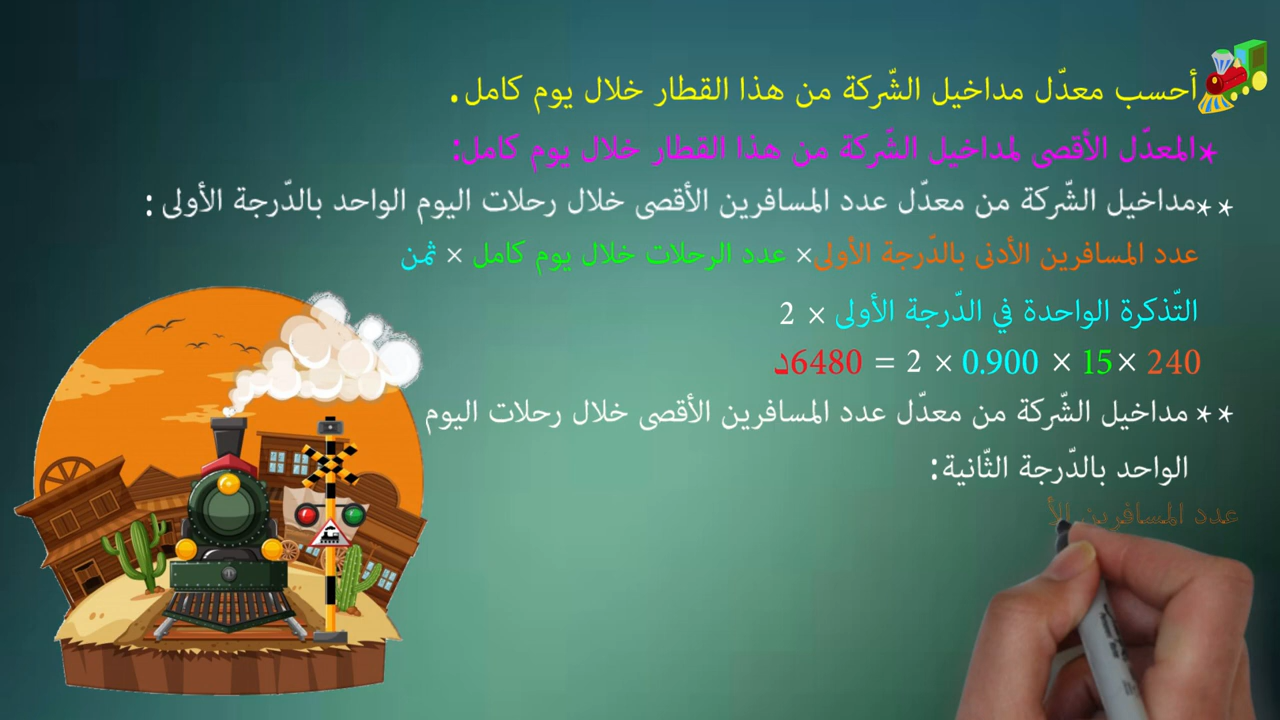 أحسب معدّل مداخيل الشّركة من هذا القطار خلال يوم كامل.
*المعدّل الأقصى لمداخيل الشّركة من هذا القطار خلال يوم كامل:
**مداخيل الشّركة من معدّل عدد المسافرين الأقصى خلال رحلات اليوم الواحد بالدّرجة الأولى :
عدد المسافرين الأدنى بالدّرجة الأولى× عدد الرحلات خلال يوم كامل × ثمن
التّذكرة الواحدة في الدّرجة الأولى × 2
240 × 15 × 0.900 × 2 = 6480د
** مداخيل الشّركة من معدّل عدد المسافرين الأقصى خلال رحلات اليوم
الواحد بالدّرجة الثّانية:
عدد المسافرين الأ